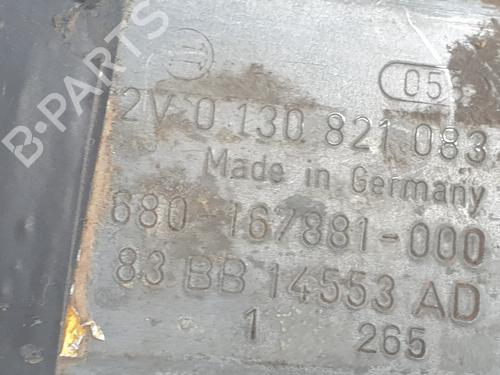 B-PARTS
05
2V 0 130 821 083
Made in Germany
680-167881-000
83 BB 14553 AD
1 265